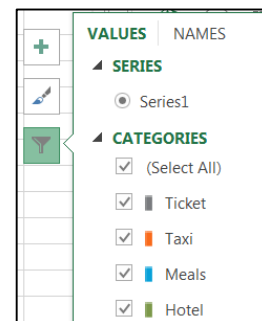 VALUES NAMES
SERIES
Series1
CATEGORIES
(Select All)
Ticket
Taxi
Meals
Hotel